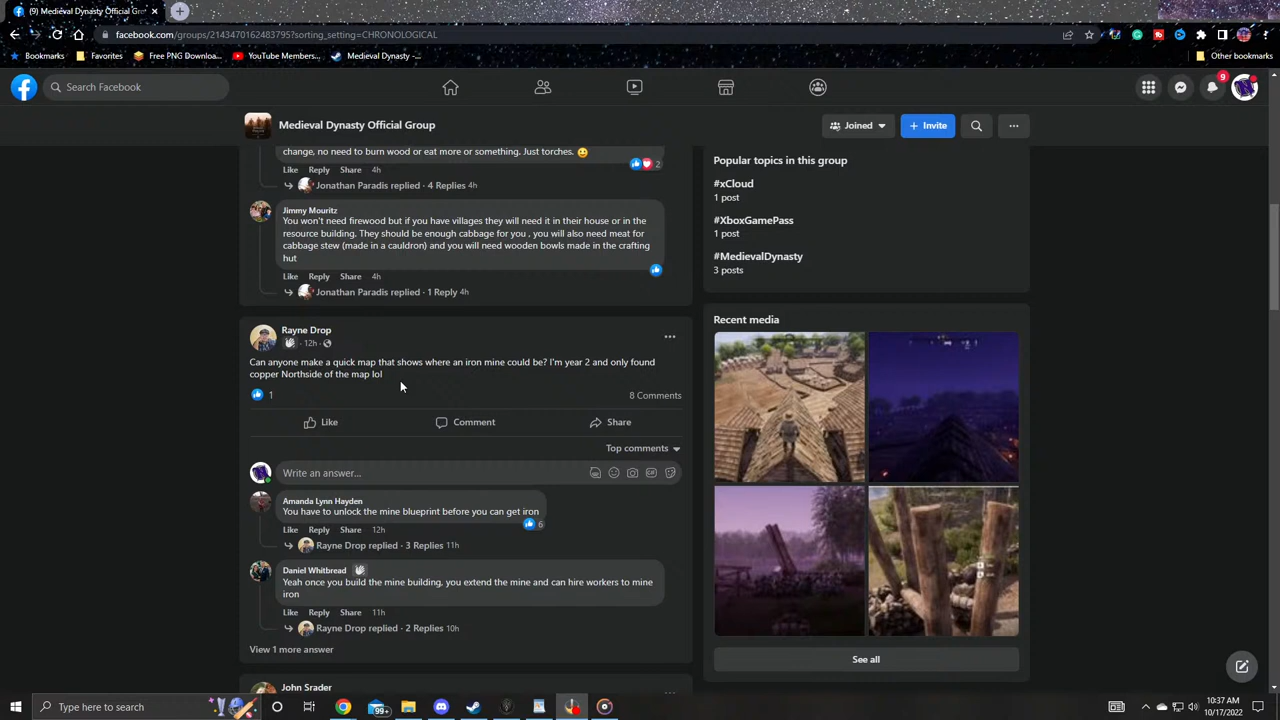 (9) Medieval Dynasty Official Gro
facebook.com/groups/2143470162483795?sorting_setting=CHRONOLOGICAL
Bookmarks
Favorites
Free PNG Download...
YouTube Members...
Medieval Dynasty -...
Other bookmarks
Search Facebook
9
Medieval Dynasty Official Group
Joined
+ Invite
change, no need to burn wood or eat more or something. Just torches.
2
Like Reply Share 4h
Jonathan Paradis replied · 4 Replies 4h
Jimmy Mouritz
You won't need firewood but if you have villages they will need it in their house or in the
resource building. They should be enough cabbage for you , you will also need meat for
cabbage stew (made in a cauldron) and you will need wooden bowls made in the crafting
hut
Like Reply Share 4h
Jonathan Paradis replied · 1 Reply 4h
Rayne Drop
· 12h ·
Can anyone make a quick map that shows where an iron mine could be? I'm year 2 and only found
copper Northside of the map lol
1
8 Comments
Like
Comment
Share
Top comments
Write an answer...
GIF
Amanda Lynn Hayden
You have to unlock the mine blueprint before you can get iron
6
Like Reply Share 12h
Rayne Drop replied · 3 Replies 11h
Daniel Whitbread
Yeah once you build the mine building, you extend the mine and can hire workers to mine
iron
Like Reply Share 11h
Rayne Drop replied · 2 Replies 10h
View 1 more answer
John Srader
Popular topics in this group
#xCloud
1 post
#XboxGamePass
1 post
#MedievalDynasty
3 posts
Recent media
See all
Type here to search
99+
10:37 AM
10/17/2022